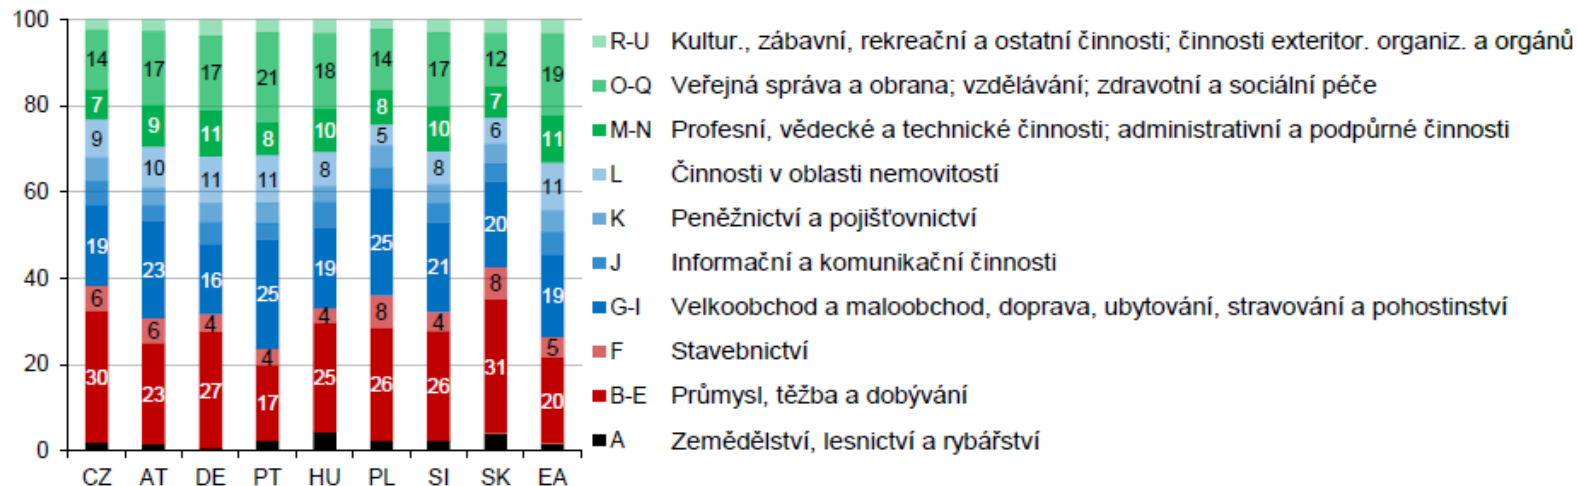 100
80
60
40
20
0
14 17 17 21 18 14 17 12 19
7 9 11 8 10 8 10 7 11
9 10 11 11 8 5 8 6 11
19 23 16 25 19 25 21 20 19
6 6 4 4 4 8 4 8 5
30 23 27 17 25 26 26 31 20
CZ AT DE PT HU PL SI SK EA
R-U Kultur., zábavní, rekreační a ostatní činnosti; činnosti exteritor. organiz. a orgánů
O-Q Veřejná správa a obrana; vzdělávání; zdravotní a sociální péče
M-N Profesní, vědecké a technické činnosti; administrativní a podpůrné činnosti
L Činnosti v oblasti nemovitostí
K Peněžnictví a pojišťovnictví
J Informační a komunikační činnosti
G-I Velkoobchod a maloobchod, doprava, ubytování, stravování a pohostinství
F Stavebnictví
B-E Průmysl, těžba a dobývání
A Zemědělství, lesnictví a rybářství